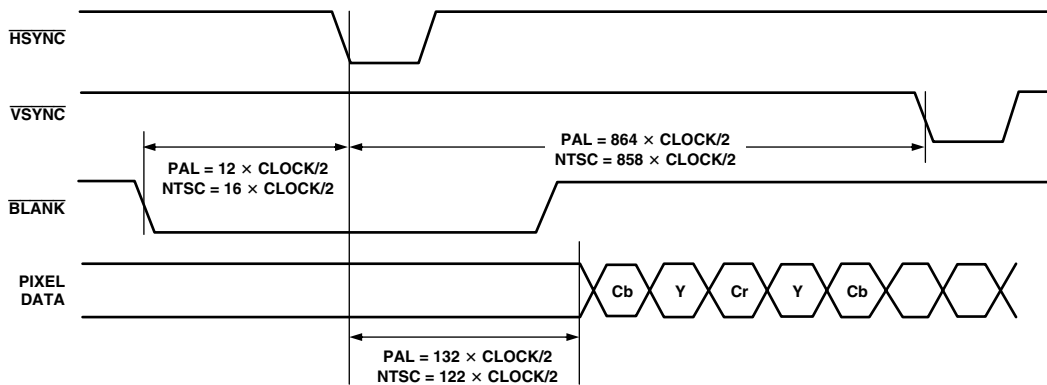 HSYNC
VSYNC
PAL = 864 × CLOCK/2
NTSC = 858 × CLOCK/2
PAL = 12 × CLOCK/2
NTSC = 16 × CLOCK/2
BLANK
PIXEL
DATA
Cb Y Cr Y Cb
PAL = 132 × CLOCK/2
NTSC = 122 × CLOCK/2